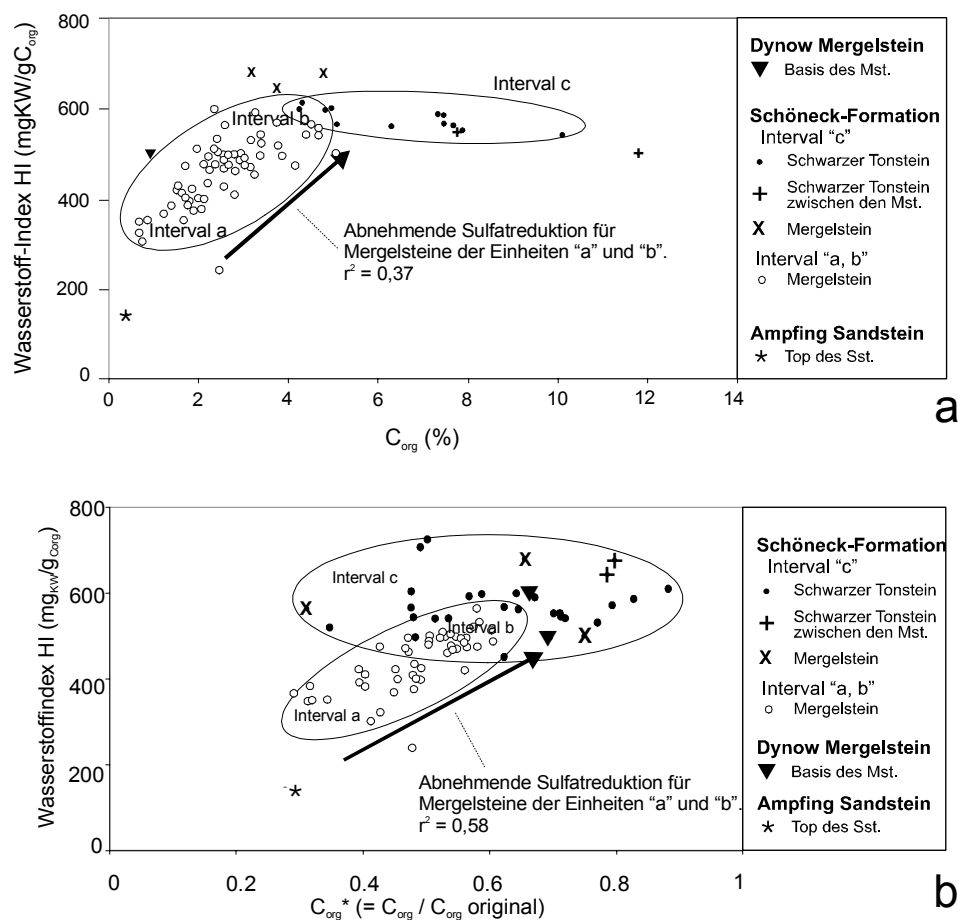 800
600
400
200
0
Wasserstoff-Index HI (mgKW/gCorg)
0 2 4 6 8 10 12 14
Corg (%)
Interval c
Interval b
Interval a
Abnehmende Sulfatreduktion für
Mergelsteine der Einheiten “a” und “b”.
r² = 0,37
Dynow Mergelstein
Basis des Mst.
Schöneck-Formation
Interval “c”
Schwarzer Tonstein
Schwarzer Tonstein
zwischen den Mst.
Mergelstein
Interval “a, b”
Mergelstein
Ampfing Sandstein
Top des Sst.
a
800
600
400
200
0
Wasserstoffindex HI (mgKW/gCorg)
0 0.2 0.4 0.6 0.8 1
Corg* (= Corg / Corg original)
Interval c
Interval b
Interval a
Abnehmende Sulfatreduktion für
Mergelsteine der Einheiten “a” und “b”.
r² = 0,58
Schöneck-Formation
Interval “c”
Schwarzer Tonstein
Schwarzer Tonstein
zwischen den Mst.
Mergelstein
Interval “a, b”
Mergelstein
Dynow Mergelstein
Basis des Mst.
Ampfing Sandstein
Top des Sst.
b